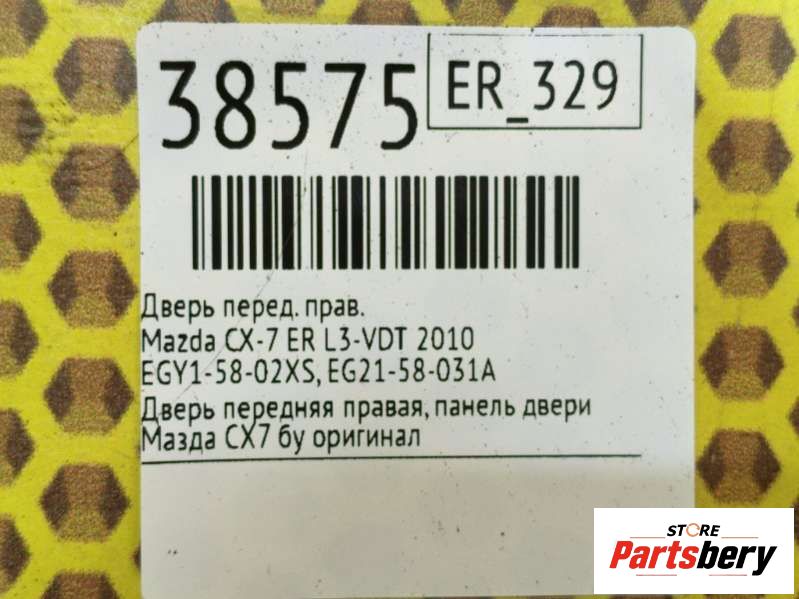 38575
ER_329
Дверь перед. прав.
Mazda CX-7 ER L3-VDT 2010
EGY1-58-02XS, EG21-58-031A
Дверь передняя правая, панель двери
Мазда СХ7 бу оригинал
STORE
Partsbery